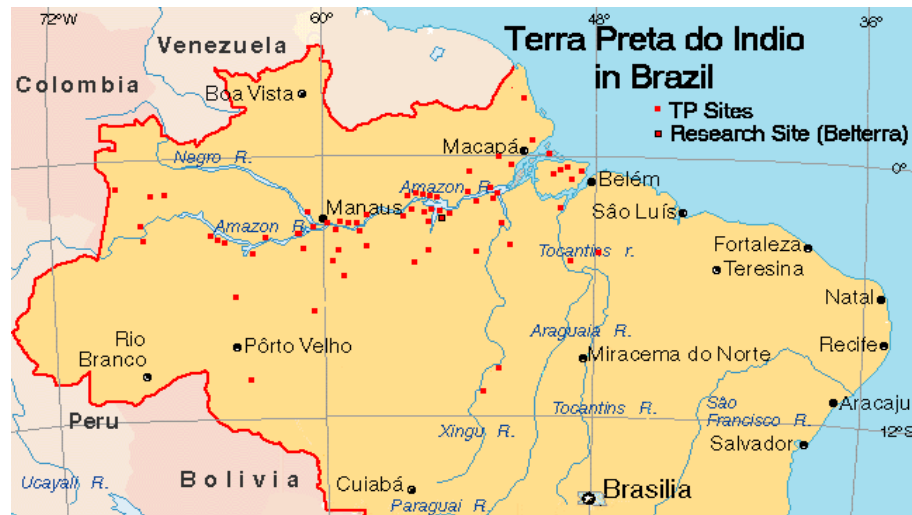 72°W
60°
48°
36°
Venezuela
Terra Preta do Indio
in Brazil
Colombia
Boa Vista
TP Sites
Research Site (Belterra)
Macapá
Negro R.
0°
Amazon R.
Belém
Manaus
São Luís
Amazon R.
Tocantins r.
Fortaleza
Teresina
Natal
Araguaia R.
Rio
Branco
Pôrto Velho
Miracema do Norte
Recife
Tocantins R.
São
Francisco R.
Aracaju
Peru
Xingu R.
12°S
Salvador
Bolivia
Ucayali R.
Cuiabá
Brasilia
Paraguai R.